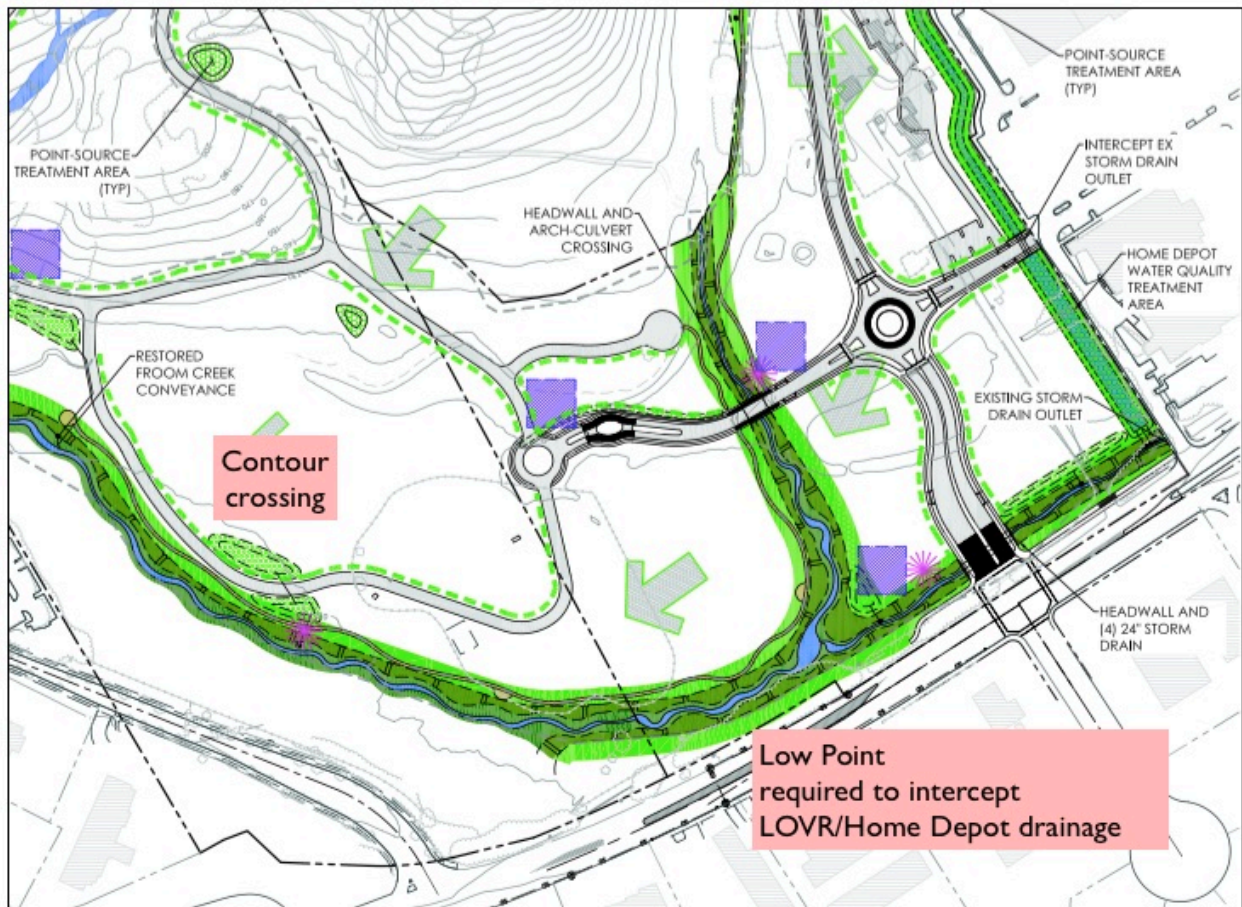 POINT-SOURCE
TREATMENT AREA
(TYP)
POINT-SOURCE
TREATMENT AREA
(TYP)
INTERCEPT EX
STORM DRAIN
OUTLET
HEADWALL AND
ARCH-CULVERT
CROSSING
HOME DEPOT
WATER QUALITY
TREATMENT
AREA
RESTORED
FROOM CREEK
CONVEYANCE
EXISTING STORM
DRAIN OUTLET
Contour
crossing
HEADWALL AND
(4) 24" STORM
DRAIN
Low Point
required to intercept
LOVR/Home Depot drainage